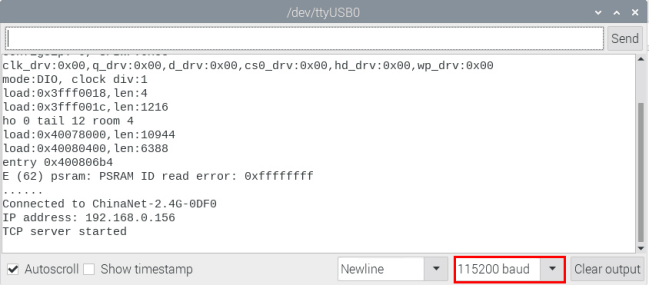 /dev/ttyUSB0
Send
clk_drv:0x00,q_drv:0x00,d_drv:0x00,cs0_drv:0x00,hd_drv:0x00,wp_drv:0x00
mode:DIO, clock div:1
load:0x3fff0018,len:4
load:0x3fff001c,len:1216
ho 0 tail 12 room 4
load:0x40078000,len:10944
load:0x40080400,len:6388
entry 0x400806b4
E (62) psram: PSRAM ID read error: 0xffffffff
......
Connected to ChinaNet-2.4G-0DF0
IP address: 192.168.0.156
TCP server started
Autoscroll Show timestamp Newline 115200 baud Clear output